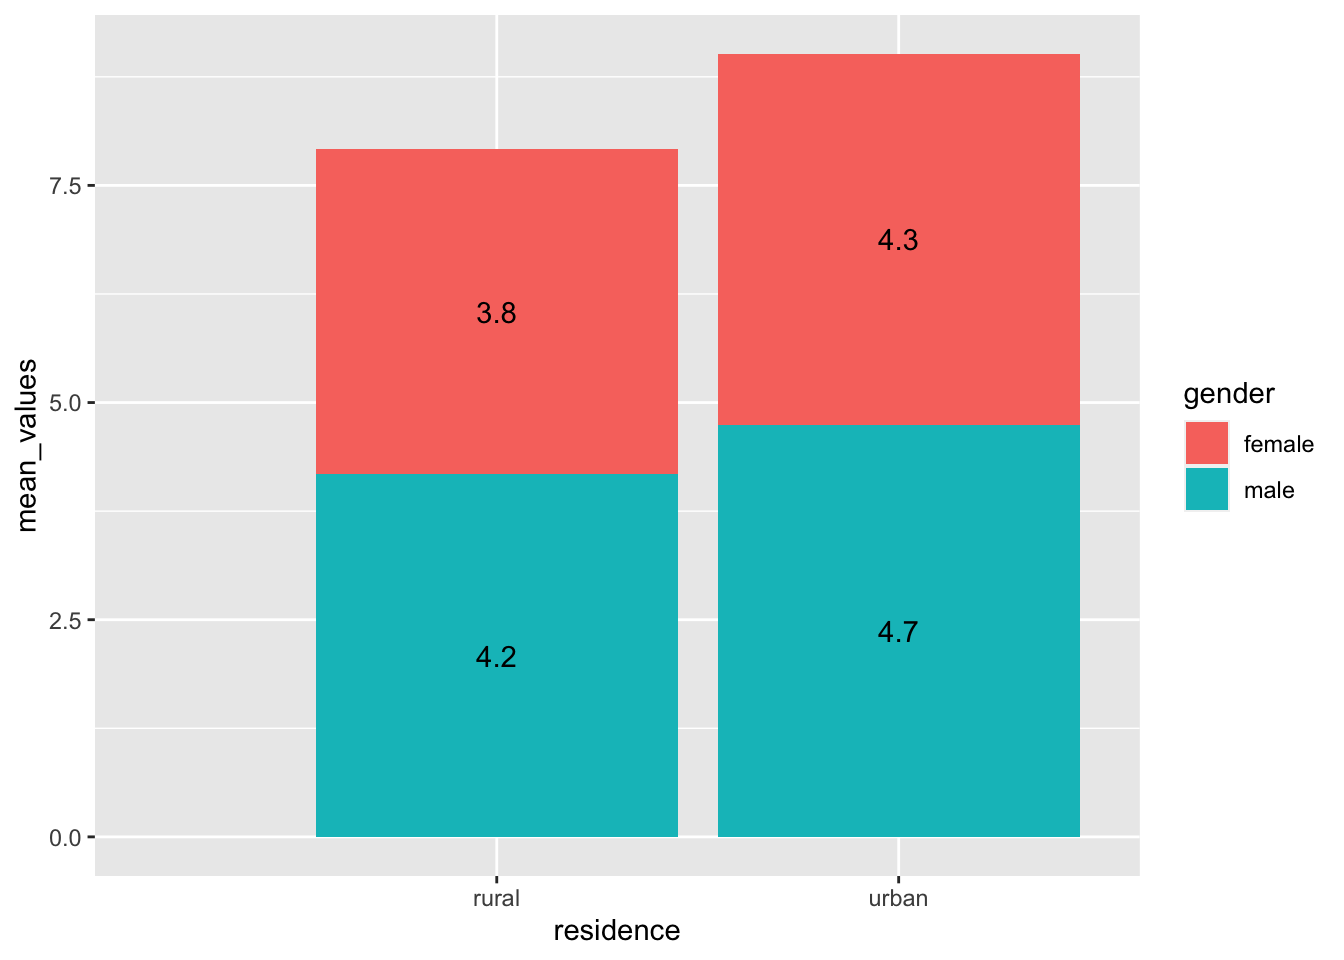 mean_values
7.5
5.0
2.5
0.0
3.8
4.3
4.2
4.7
rural
urban
residence
gender
female
male